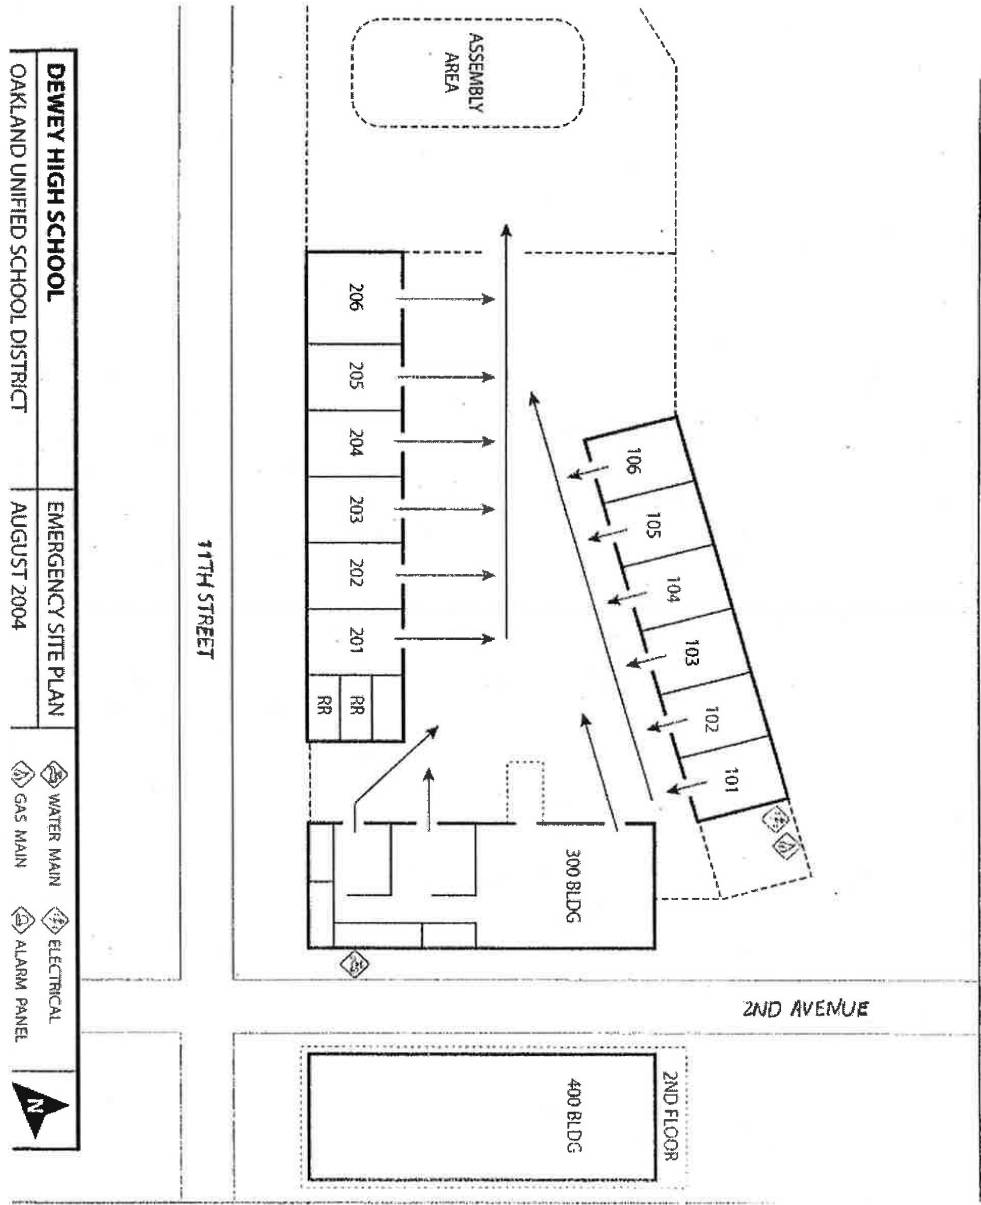 ASSEMBLY
AREA
206
205
204
203
202
201
RR
RR
106
105
104
103
102
101
300 BLDG
2ND AVENUE
2ND FLOOR
400 BLDG
11TH STREET
DEWEY HIGH SCHOOL
OAKLAND UNIFIED SCHOOL DISTRICT
EMERGENCY SITE PLAN
AUGUST 2004
WATER MAIN
ELECTRICAL
GAS MAIN
ALARM PANEL
N